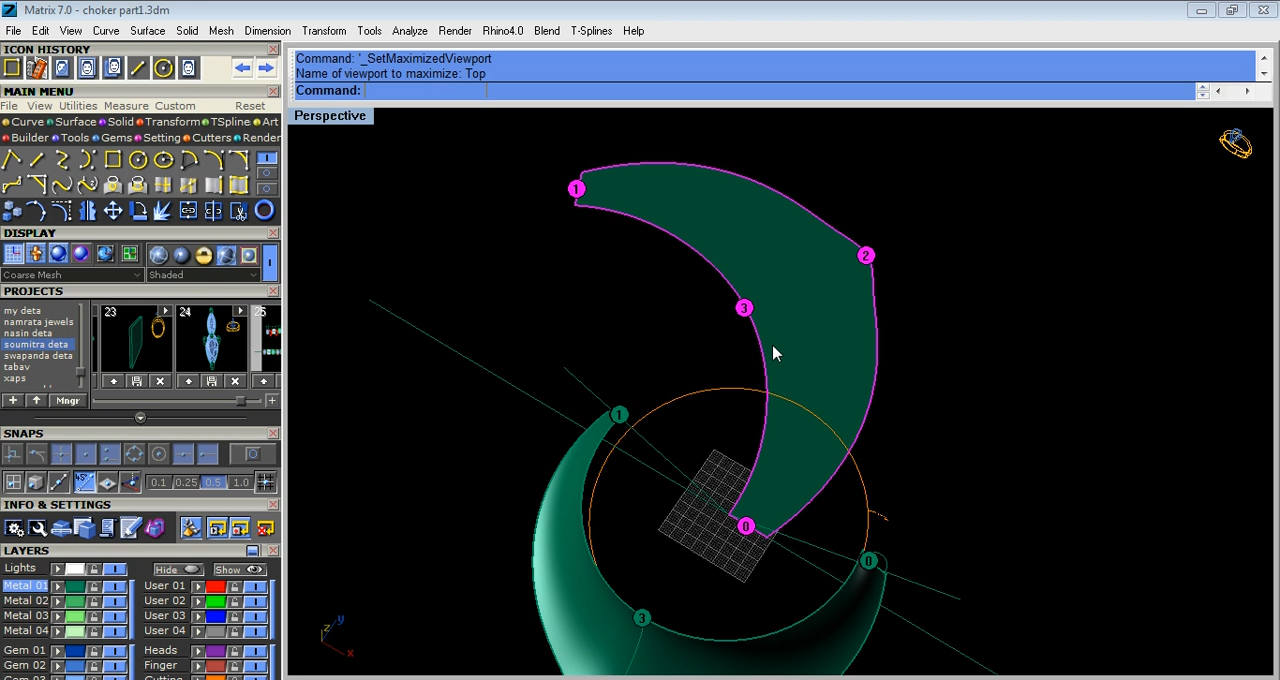 Matrix 7.0 - choker part1.3dm
File Edit View Curve Surface Solid Mesh Dimension Transform Tools Analyze Render Rhino4.0 Blend T-Splines Help
ICON HISTORY
Command: '_SetMaximizedViewport
Name of viewport to maximize: Top
Command:
MAIN MENU
File View Utilities Measure Custom Reset
Curve Surface Solid Transform TSpline Art
Builder Tools Gems Setting Cutters Render
Perspective
DISPLAY
Coarse Mesh Shaded
PROJECTS
my deta
namrata jewels
nasin deta
soumitra deta
swapanda deta
tabav
xaps
23 24 25
Mngr
SNAPS
0.1 0.25 0.5 1.0
INFO & SETTINGS
LAYERS
Lights Hide Show
Metal 01 User 01
Metal 02 User 02
Metal 03 User 03
Metal 04 User 04
Gem 01 Heads
Gem 02 Finger
1
2
3
0
1
0
3
z y
x